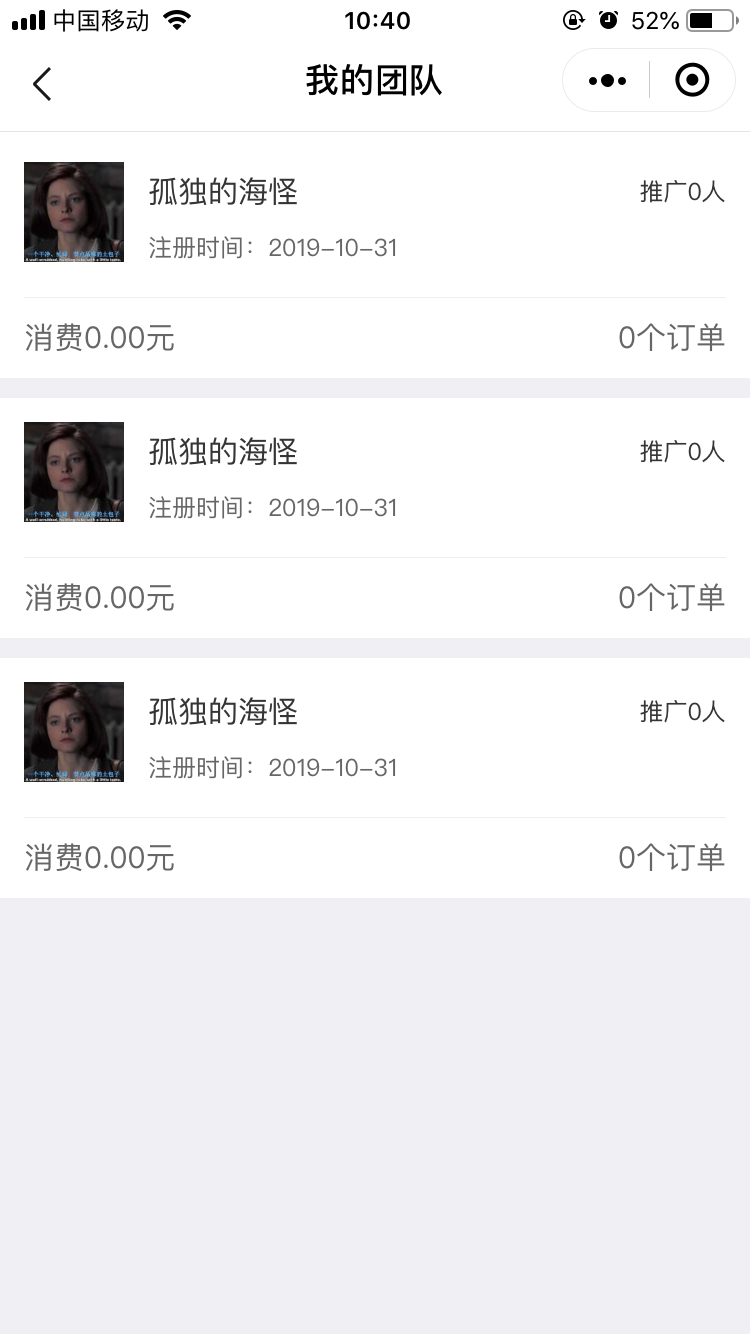 中国移动 10:40 52%
我的团队
孤独的海怪 推广0人
注册时间：2019-10-31
消费0.00元 0个订单
孤独的海怪 推广0人
注册时间：2019-10-31
消费0.00元 0个订单
孤独的海怪 推广0人
注册时间：2019-10-31
消费0.00元 0个订单